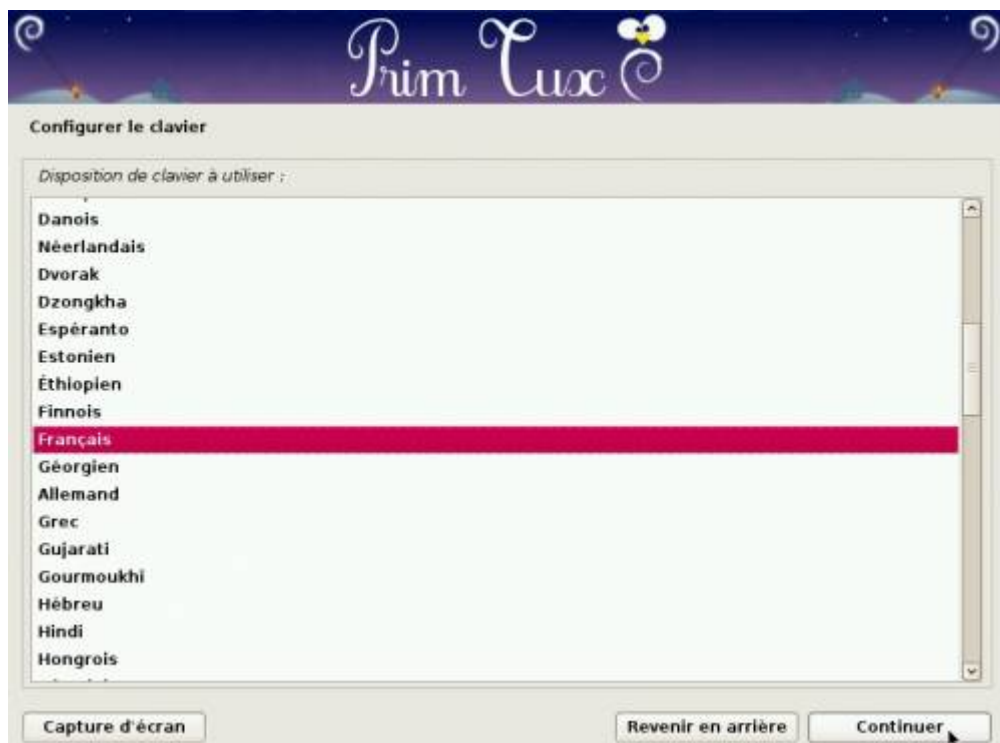 Prim Tux
Configurer le clavier
Disposition de clavier à utiliser :
Danois
Néerlandais
Dvorak
Dzongkha
Espéranto
Estonien
Éthiopien
Finnois
Français
Géorgien
Allemand
Grec
Gujarati
Gourmoukhi
Hébreu
Hindi
Hongrois
Capture d'écran
Revenir en arrière
Continuer